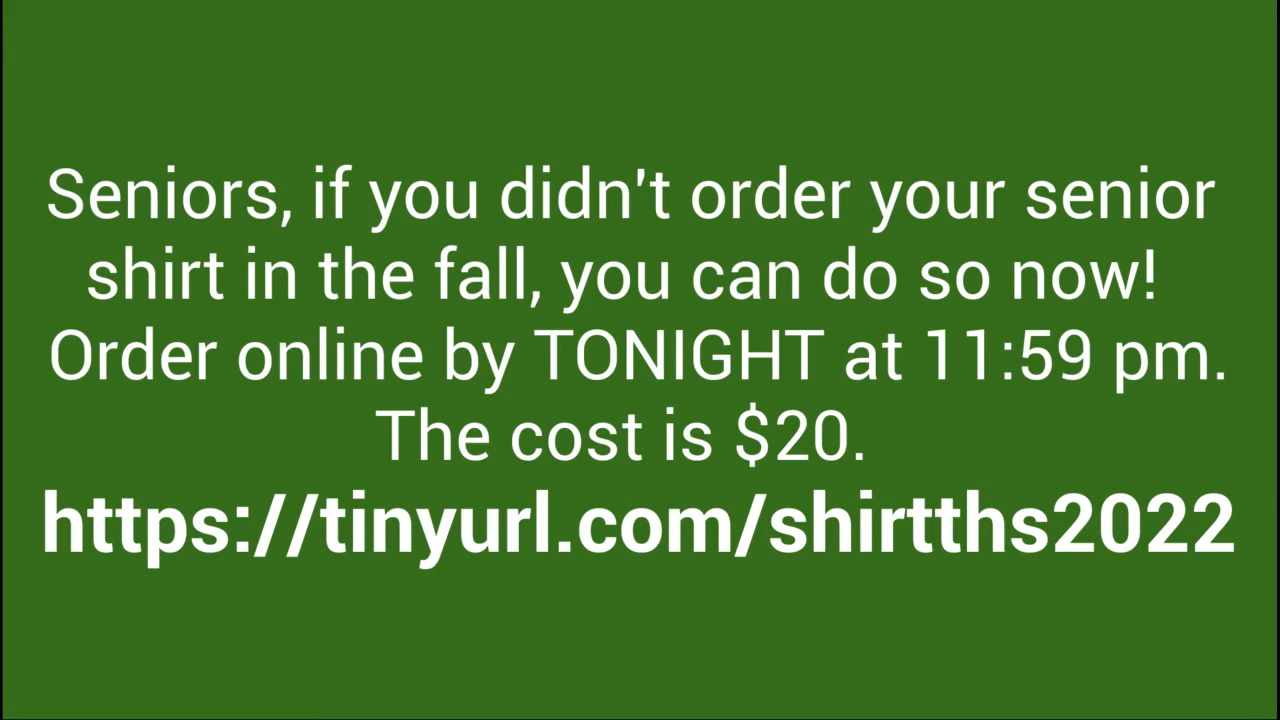 Seniors, if you didn't order your senior
shirt in the fall, you can do so now!
Order online by TONIGHT at 11:59 pm.
The cost is $20.
https://tinyurl.com/shirtths2022